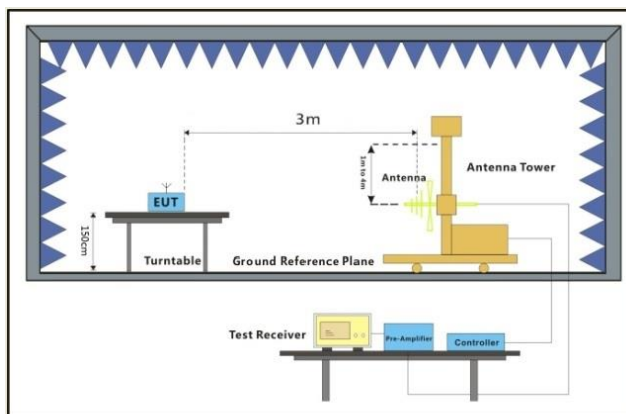 3m
1m to 4m
Antenna
Antenna Tower
EUT
150cm
Turntable
Ground Reference Plane
Test Receiver
Pre-Amplifier
Controller